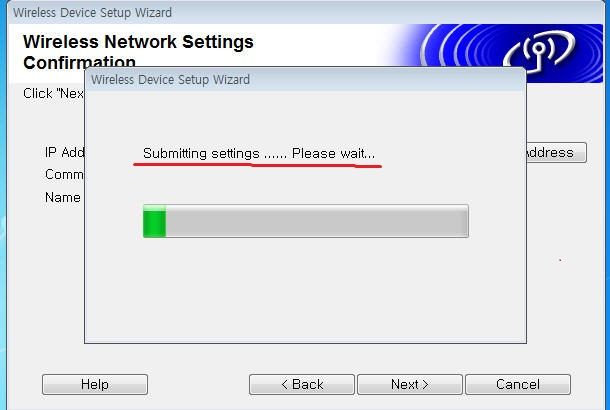 Wireless Device Setup Wizard
Wireless Network Settings
Confirmation
Wireless Device Setup Wizard
Click "Nex
Submitting settings ...... Please wait...
IP Add
Address
Comm
Name
Help
< Back
Next >
Cancel